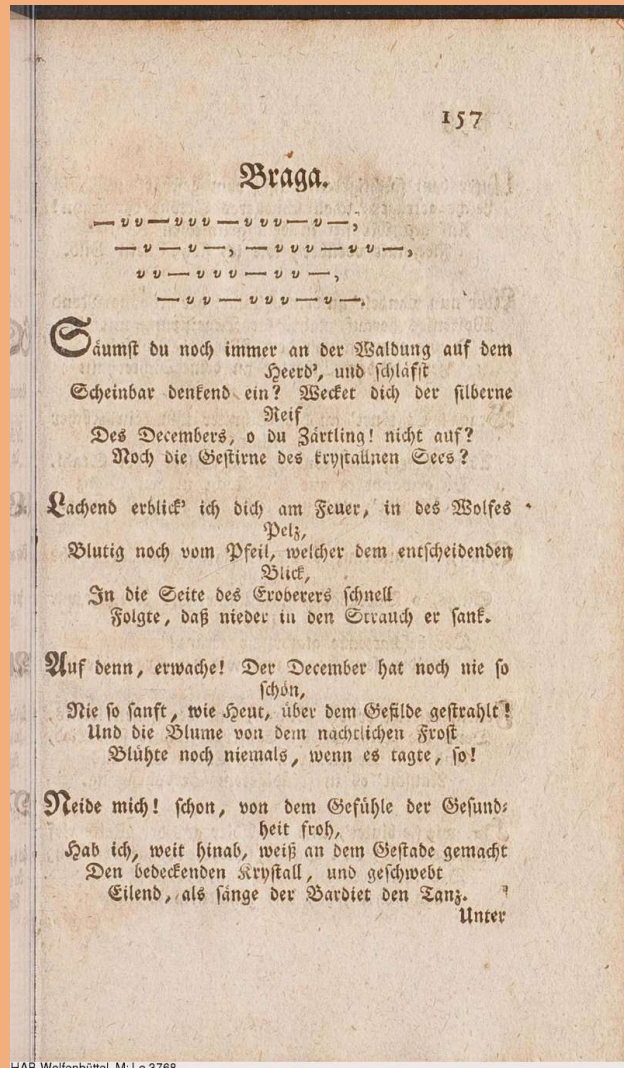 157
Braga.
— υ υ — υ υ υ — υ υ υ — υ —,
— υ — υ —, — υ υ υ — υ υ —,
υ υ — υ υ υ — υ υ —,
— υ υ — υ υ υ — υ —.
Säumst du noch immer an der Waldung auf dem
Heerd', und schläfst
Scheinbar denkend ein? Wecket dich der silberne
Reif
Des Decembers, o du Zärtling! nicht auf?
Noch die Gestirne des krystallnen Sees?
Lachend erblick' ich dich am Feuer, in des Wolfes
Pelz,
Blutig noch vom Pfeil, welcher dem entscheidenden
Blick,
In die Seite des Eroberers schnell
Folgte, daß nieder in den Strauch er sank.
Auf denn, erwache! Der December hat noch nie so
schön,
Nie so sanft, wie Heut, über dem Gefilde gestrahlt!
Und die Blume von dem nächtlichen Frost
Blühte noch niemals, wenn es tagte, so!
Neide mich! schon, von dem Gefühle der Gesund-
heit froh,
Hab ich, weit hinab, weiß an dem Gestade gemacht
Den bedeckenden Krystall, und geschwebt
Eilend, als sänge der Bardiet den Tanz.
Unter
HAB Wolfenbüttel, M: Lo 3768